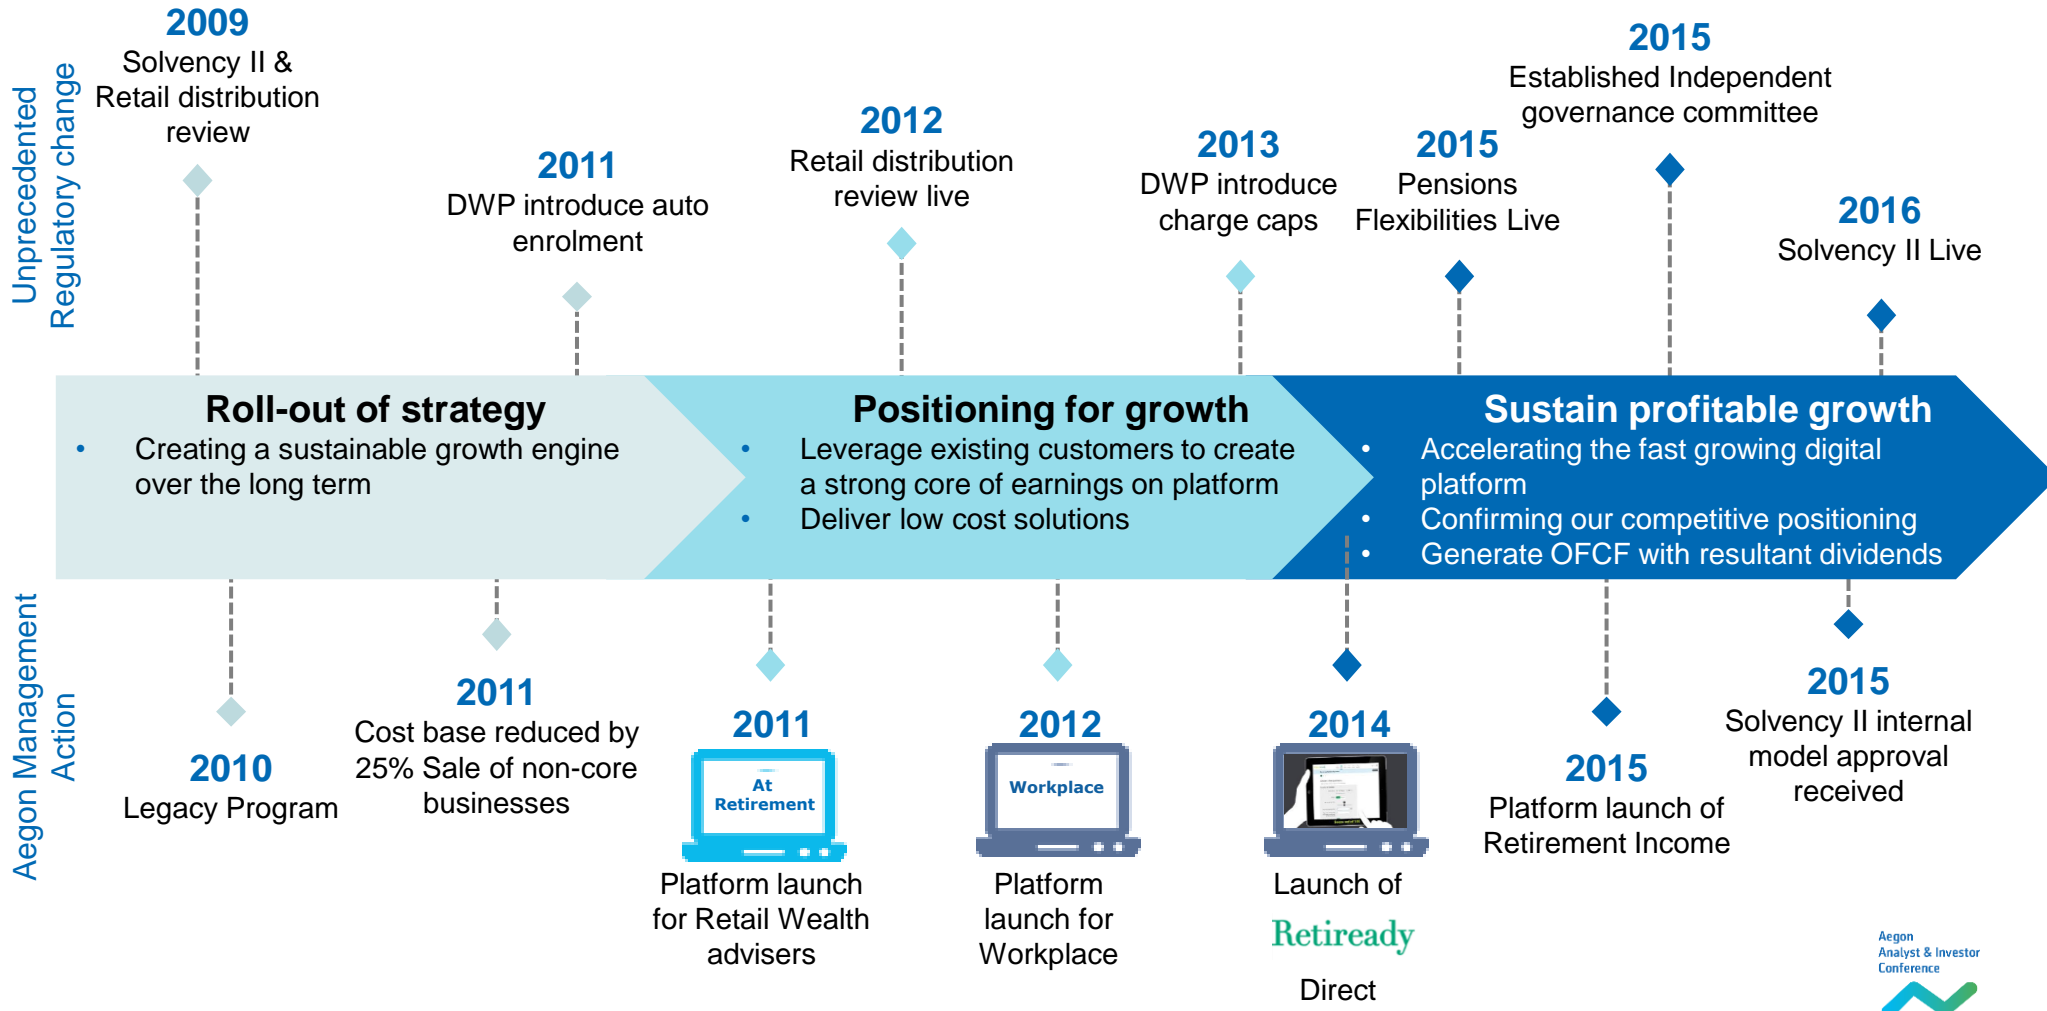 Unprecedented
Regulatory change
2009
Solvency II &
Retail distribution
review
2011
DWP introduce auto
enrolment
2012
Retail distribution
review live
2013
DWP introduce
charge caps
2015
Pensions
Flexibilities Live
2015
Established Independent
governance committee
2016
Solvency II Live
Roll-out of strategy
• Creating a sustainable growth engine
over the long term
Positioning for growth
• Leverage existing customers to create
a strong core of earnings on platform
• Deliver low cost solutions
Sustain profitable growth
• Accelerating the fast growing digital
platform
• Confirming our competitive positioning
• Generate OFCF with resultant dividends
Aegon Management
Action
2010
Legacy Program
2011
Cost base reduced by
25% Sale of non-core
businesses
2011
At
Retirement
Platform launch
for Retail Wealth
advisers
2012
Workplace
Platform
launch for
Workplace
2014
Launch of
Retiready
Direct
2015
Platform launch of
Retirement Income
2015
Solvency II internal
model approval
received
Aegon
Analyst & Investor
Conference